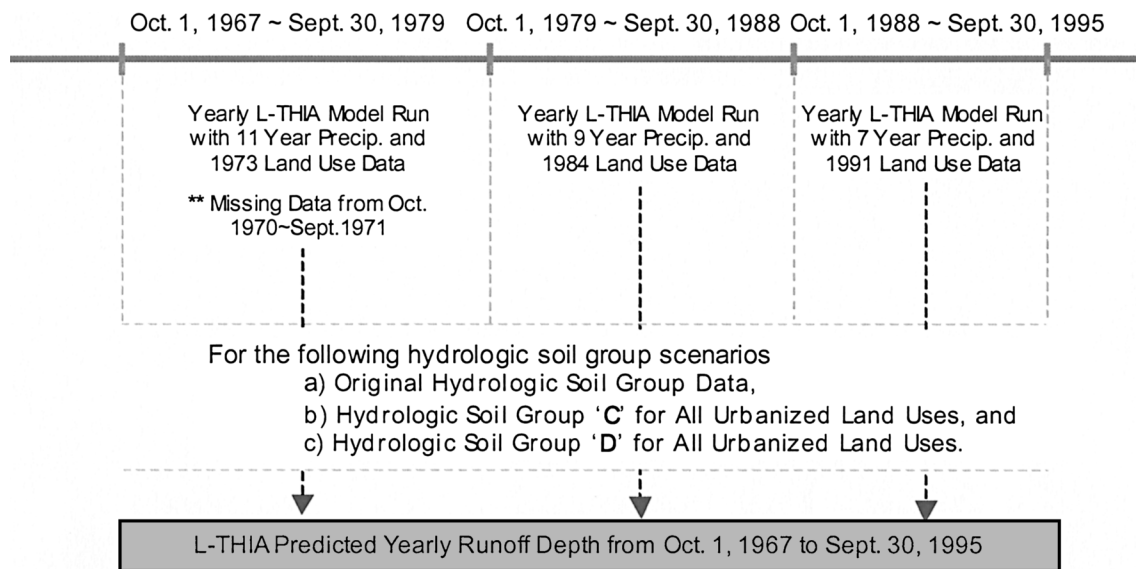 Oct. 1, 1967 ~ Sept. 30, 1979
Oct. 1, 1979 ~ Sept. 30, 1988
Oct. 1, 1988 ~ Sept. 30, 1995
Yearly L-THIA Model Run
with 11 Year Precip. and
1973 Land Use Data
** Missing Data from Oct.
1970~Sept.1971
Yearly L-THIA Model Run
with 9 Year Precip. and
1984 Land Use Data
Yearly L-THIA Model Run
with 7 Year Precip. and
1991 Land Use Data
For the following hydrologic soil group scenarios
a) Original Hydrologic Soil Group Data,
b) Hydrologic Soil Group ‘C’ for All Urbanized Land Uses, and
c) Hydrologic Soil Group ‘D’ for All Urbanized Land Uses.
L-THIA Predicted Yearly Runoff Depth from Oct. 1, 1967 to Sept. 30, 1995